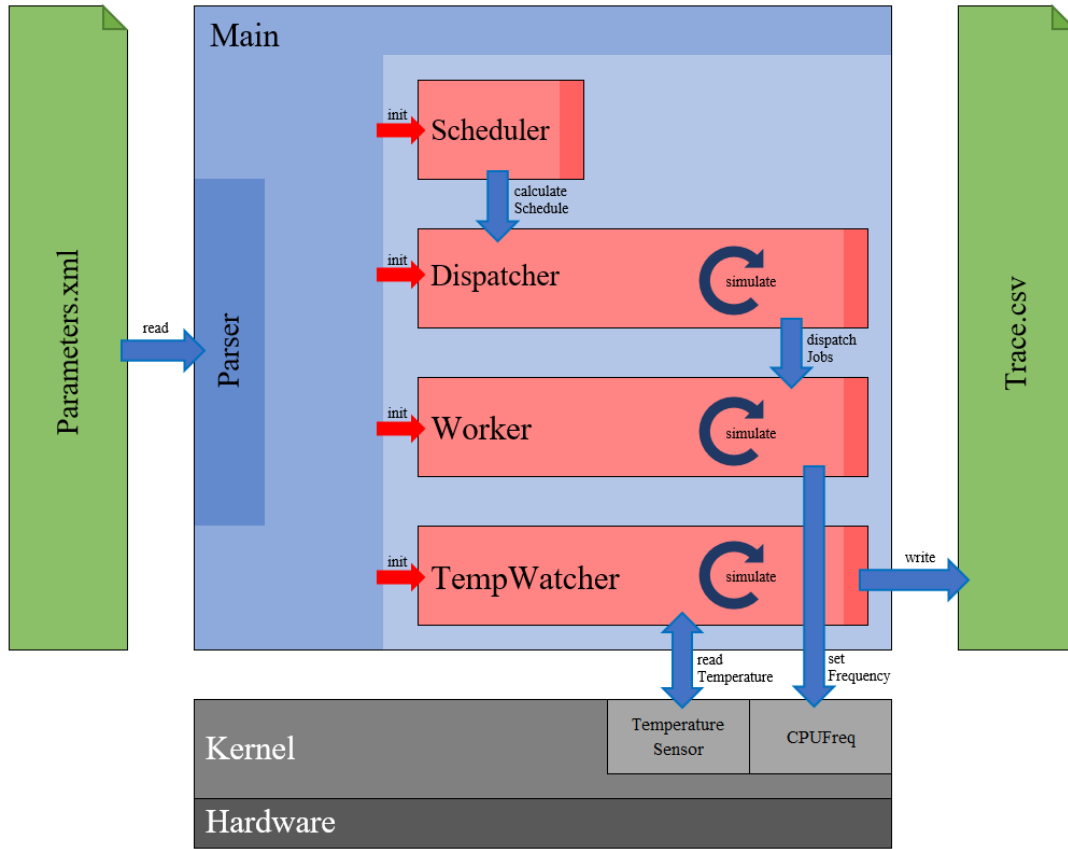 Main
init
Scheduler
calculate
Schedule
init
Dispatcher
simulate
Parameters.xml
read
Parser
dispatch
Jobs
Trace.csv
init
Worker
simulate
init
TempWatcher
simulate
write
read
Temperature
set
Frequency
Kernel
Temperature
Sensor
CPUFreq
Hardware